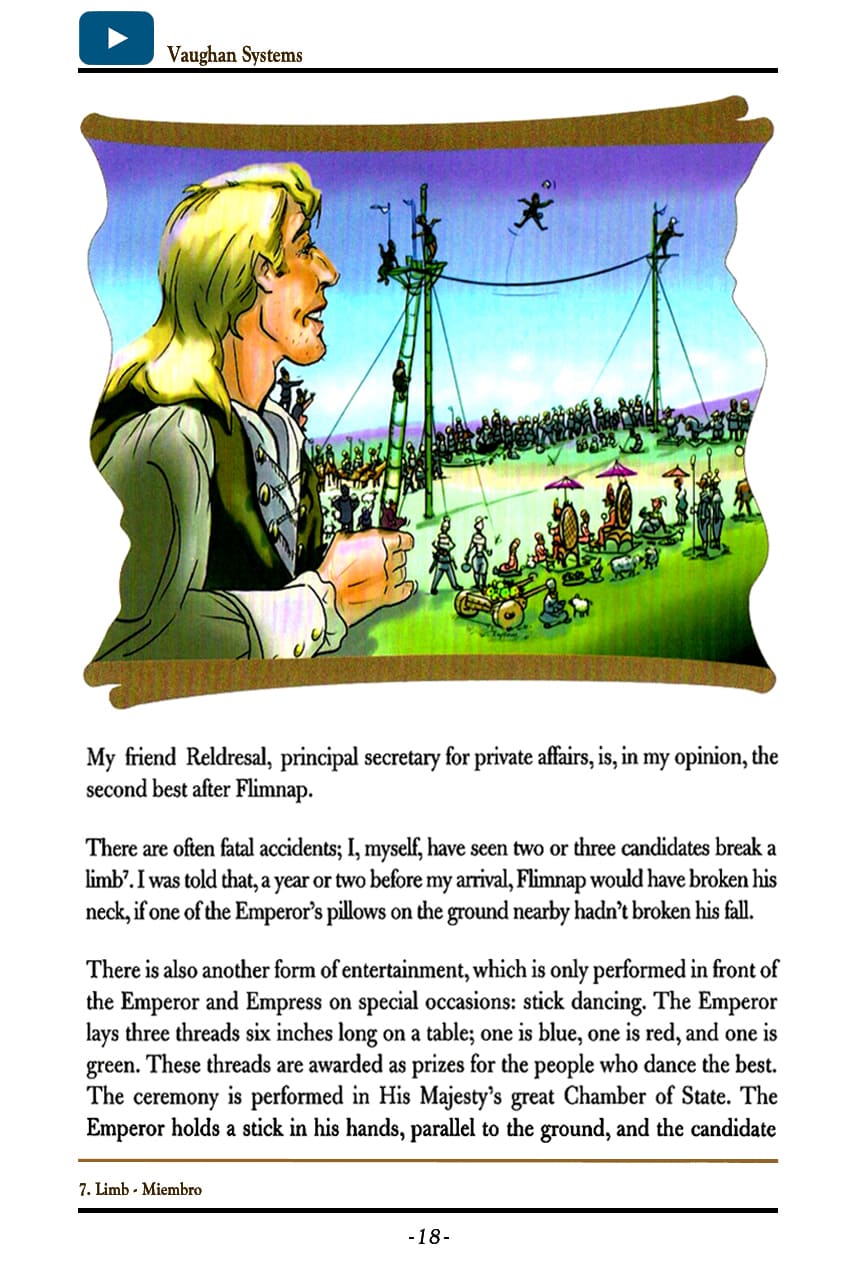 Vaughan Systems
My friend Reldresal, principal secretary for private affairs, is, in my opinion, the
second best after Flimnap.
There are often fatal accidents; I, myself, have seen two or three candidates break a
limb⁷. I was told that, a year or two before my arrival, Flimnap would have broken his
neck, if one of the Emperor’s pillows on the ground nearby hadn’t broken his fall.
There is also another form of entertainment, which is only performed in front of
the Emperor and Empress on special occasions: stick dancing. The Emperor
lays three threads six inches long on a table; one is blue, one is red, and one is
green. These threads are awarded as prizes for the people who dance the best.
The ceremony is performed in His Majesty’s great Chamber of State. The
Emperor holds a stick in his hands, parallel to the ground, and the candidate
7. Limb - Miembro
-18-